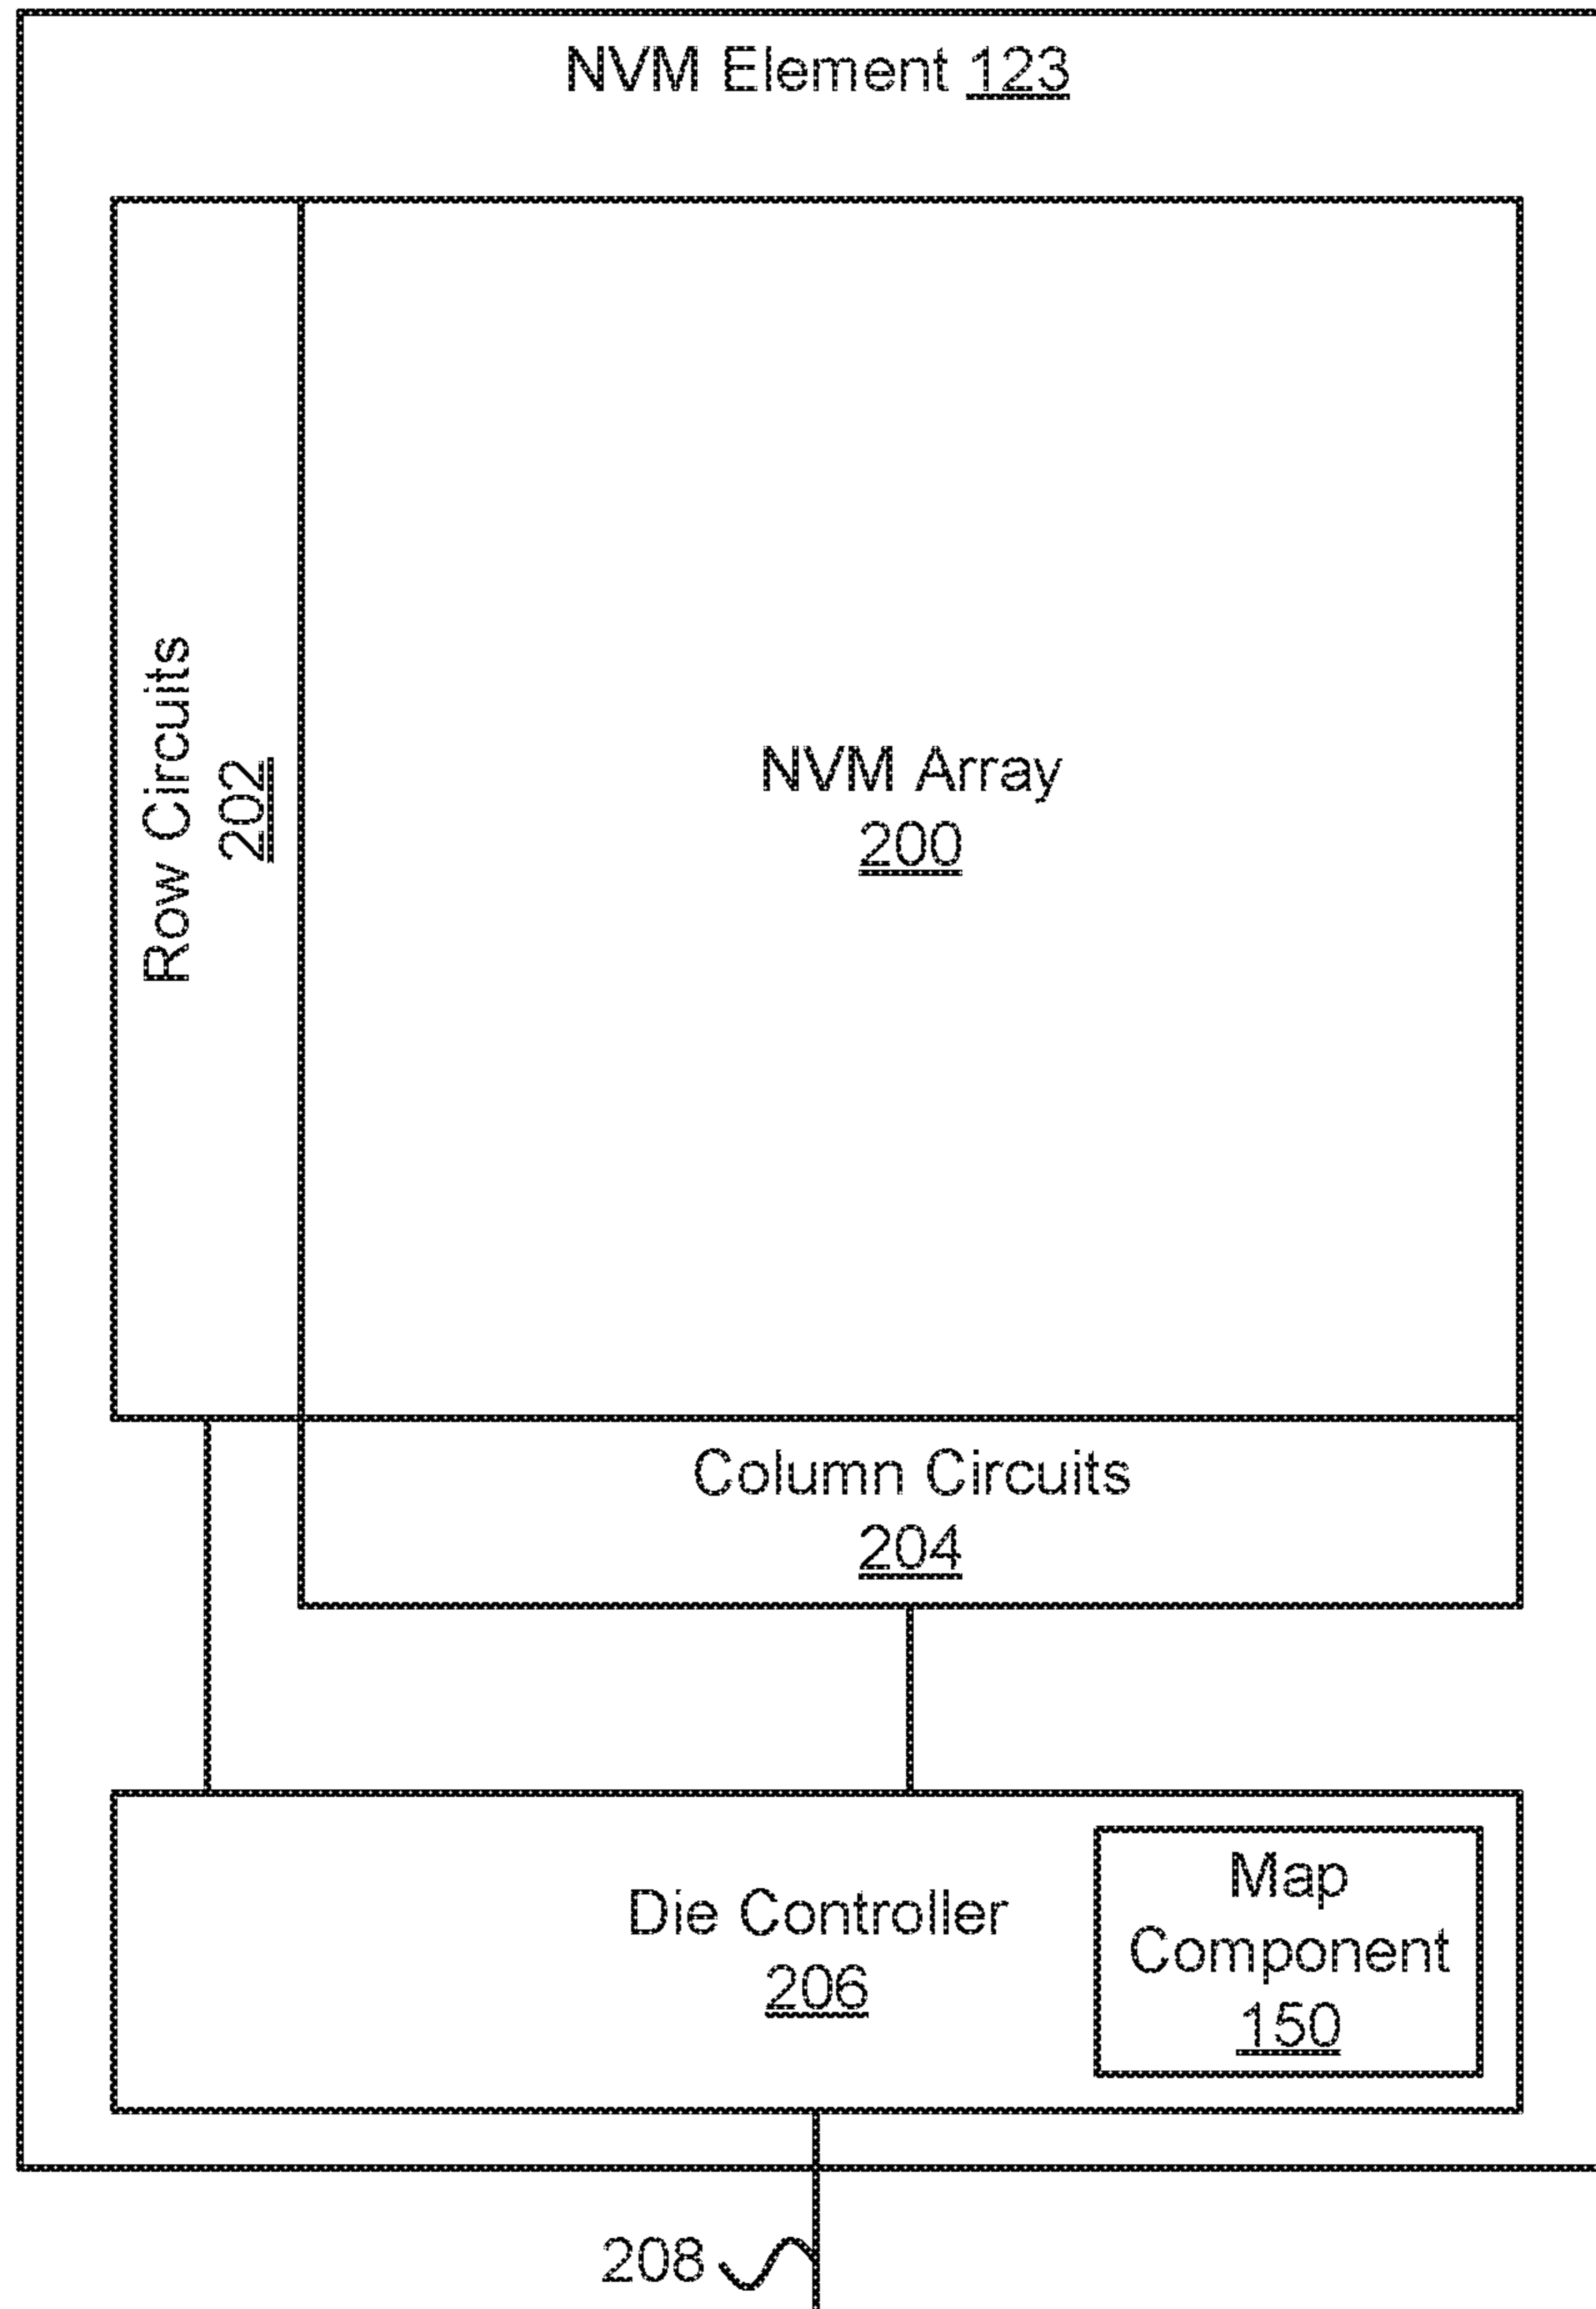 NVM Element 123
Row Circuits
202
NVM Array
200
Column Circuits
204
Die Controller
206
Map
Component
150
208